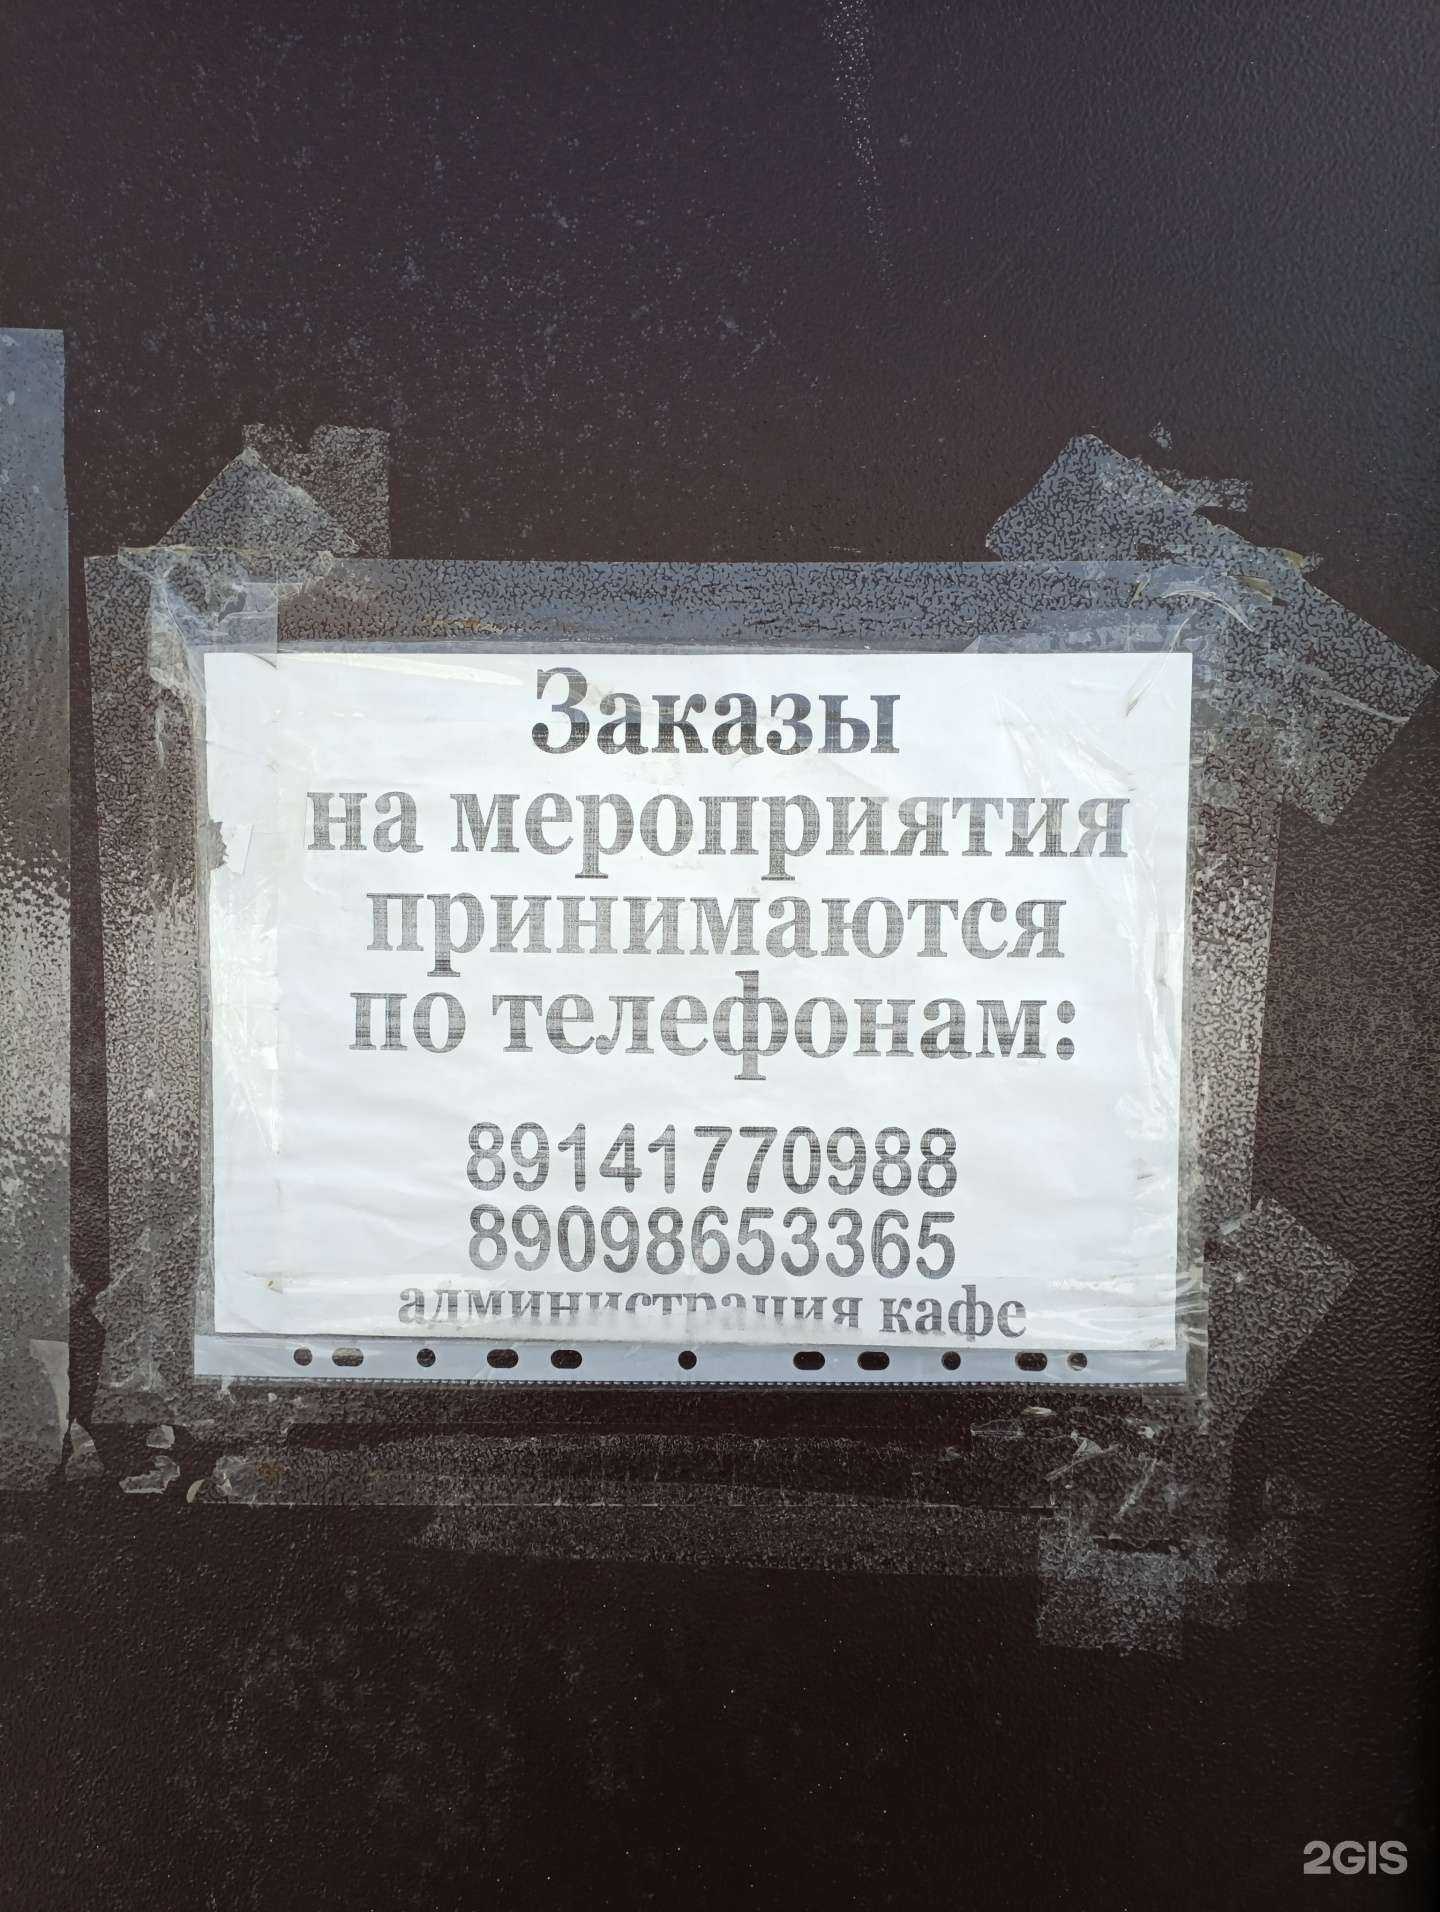 Заказы
на мероприятия
принимаются
по телефонам:
89141770988
89098653365
администрация кафе
2GIS